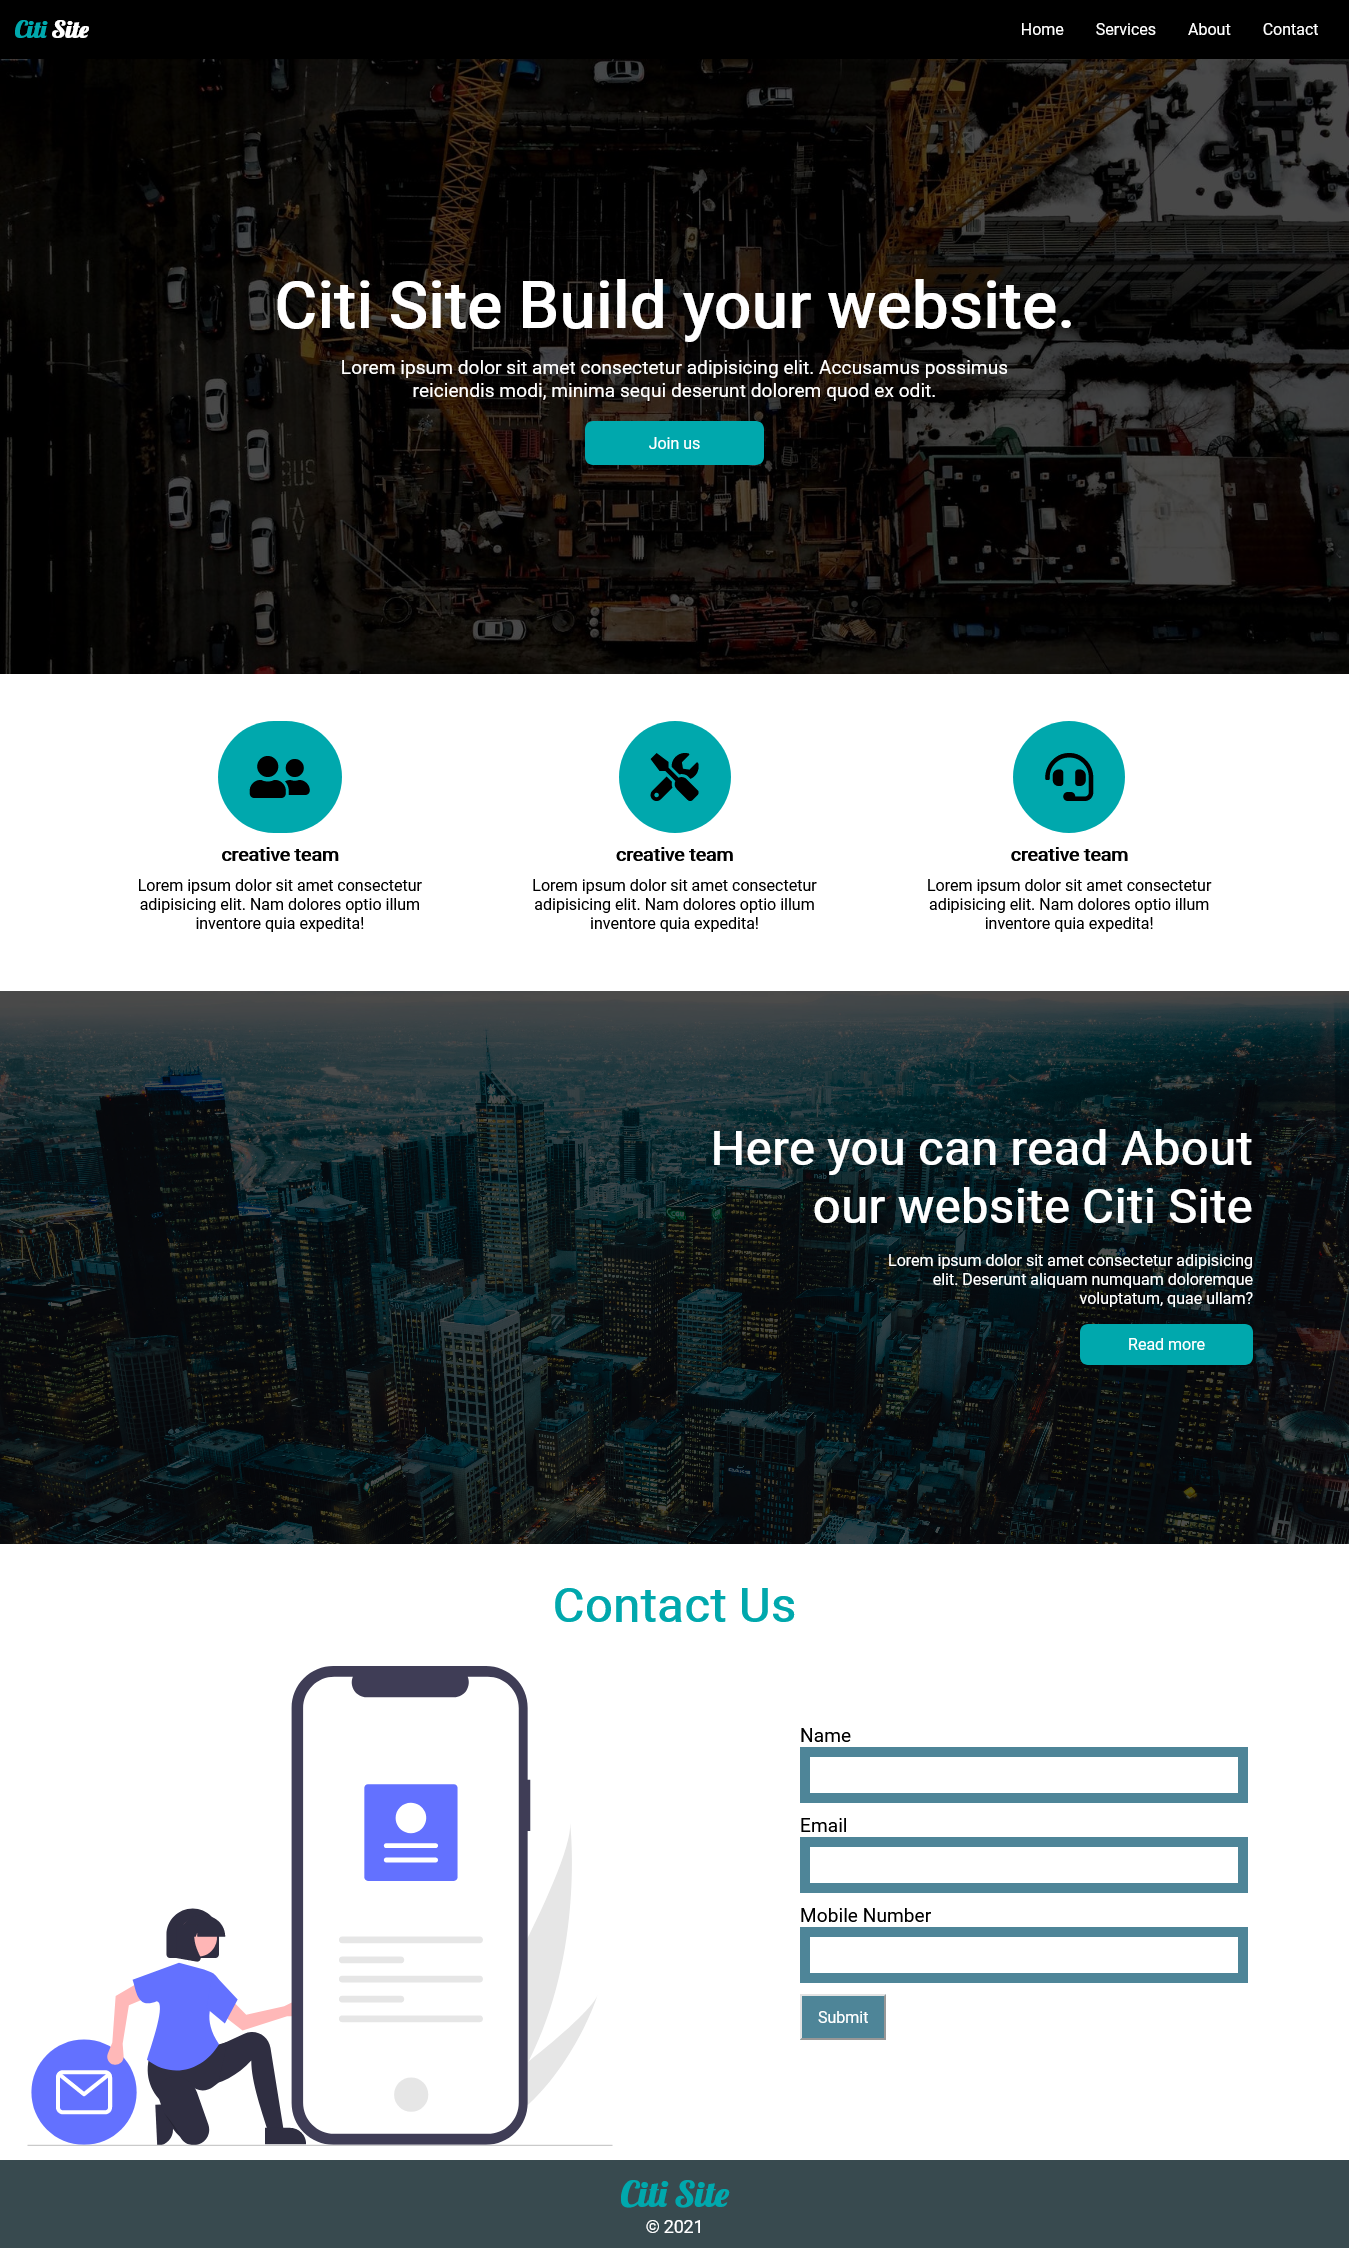 Citi Site
Home Services About Contact
Citi Site Build your website.
Lorem ipsum dolor sit amet consectetur adipisicing elit. Accusamus possimus
reiciendis modi, minima sequi deserunt dolorem quod ex odit.
Join us
creative team
Lorem ipsum dolor sit amet consectetur
adipisicing elit. Nam dolores optio illum
inventore quia expedita!
creative team
Lorem ipsum dolor sit amet consectetur
adipisicing elit. Nam dolores optio illum
inventore quia expedita!
creative team
Lorem ipsum dolor sit amet consectetur
adipisicing elit. Nam dolores optio illum
inventore quia expedita!
Here you can read About
our website Citi Site
Lorem ipsum dolor sit amet consectetur adipisicing
elit. Deserunt aliquam numquam doloremque
voluptatum, quae ullam?
Read more
Contact Us
Name
Email
Mobile Number
Submit
Citi Site
© 2021